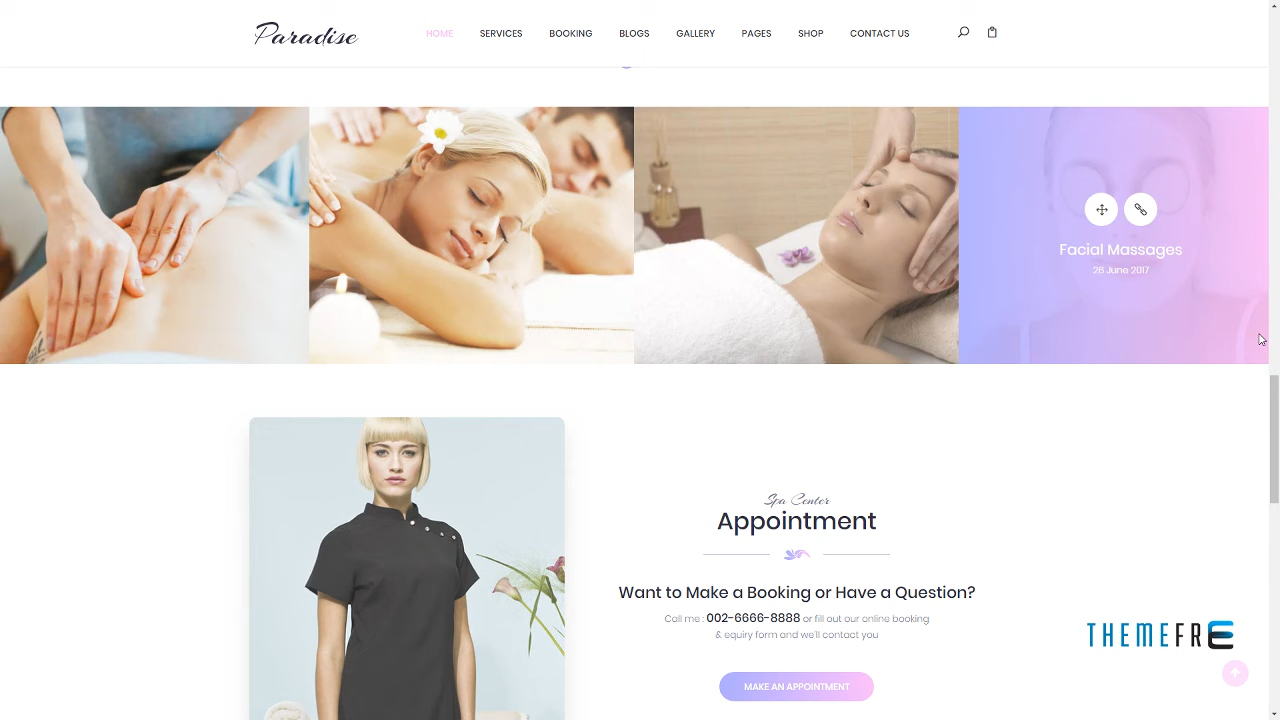 Paradise
HOME SERVICES BOOKING BLOGS GALLERY PAGES SHOP CONTACT US
Facial Massages
26 June 2017
Spa Center
Appointment
Want to Make a Booking or Have a Question?
Call me : 002-6666-8888 or fill out our online booking
& equiry form and we'll contact you
MAKE AN APPOINTMENT
THEMEFRE